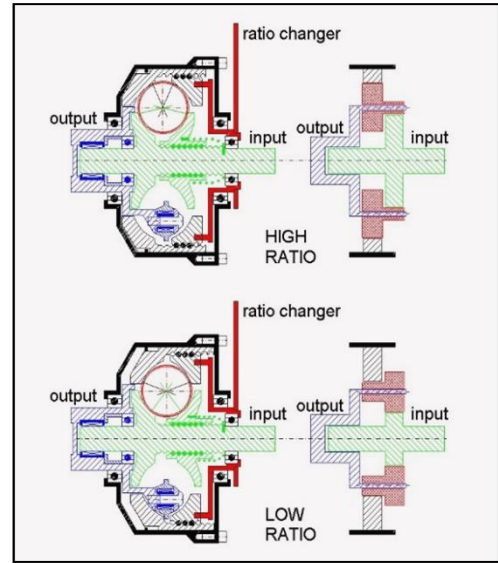 ratio changer
output
input
output
input
HIGH
RATIO
ratio changer
output
input
output
input
LOW
RATIO